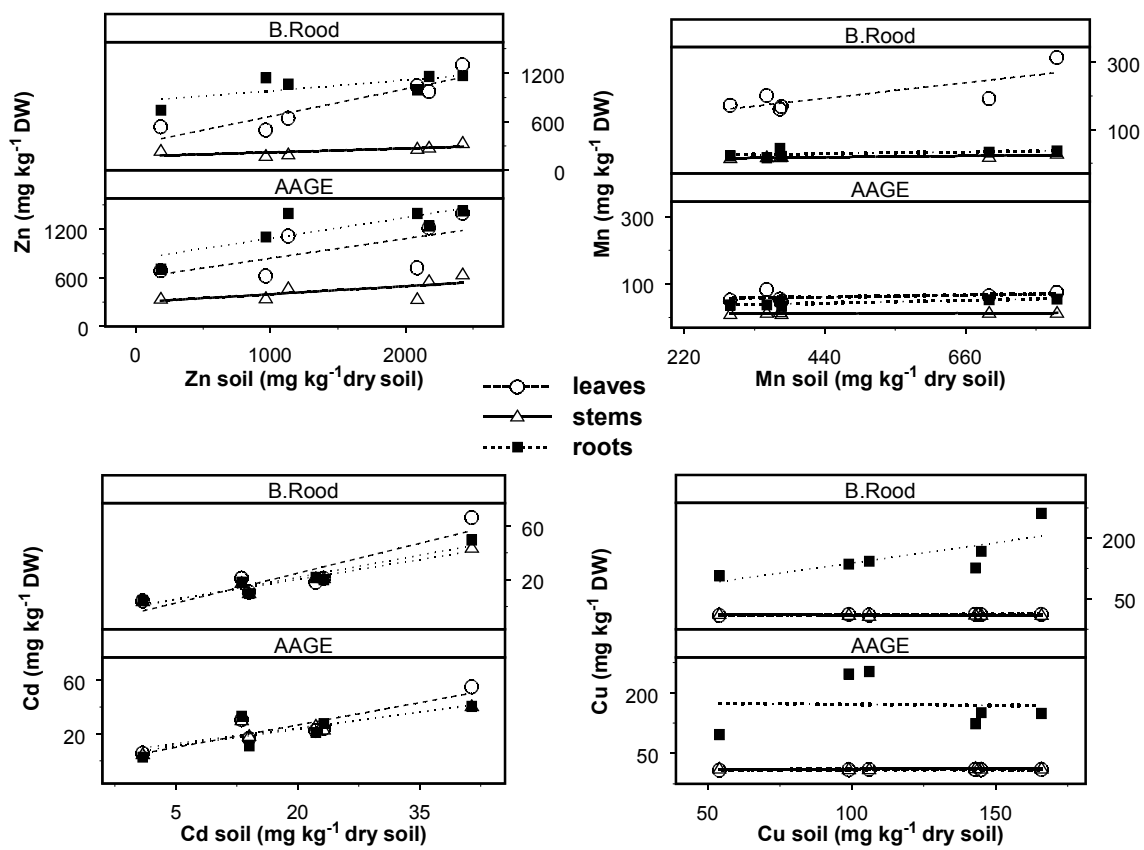 B.Rood
1200
600
0
AAGE
1200
600
0
0 1000 2000
Zn (mg kg-1 DW)
Zn soil (mg kg-1dry soil)
B.Rood
300
100
AAGE
300
100
220 440 660
Mn (mg kg-1 DW)
Mn soil (mg kg-1 dry soil)
leaves
stems
roots
B.Rood
60
20
AAGE
60
20
5 20 35
Cd (mg kg-1 DW)
Cd soil (mg kg-1 dry soil)
B.Rood
200
50
AAGE
200
50
50 100 150
Cu (mg kg-1 DW)
Cu soil (mg kg-1 dry soil)